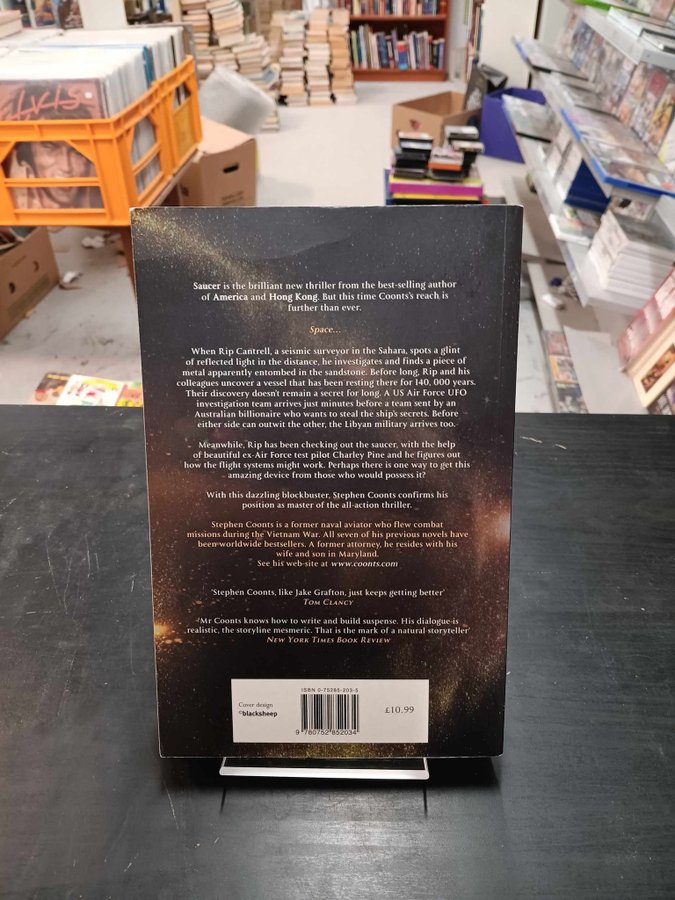 ELVIS
Saucer is the brilliant new thriller from the best-selling author
of America and Hong Kong. But this time Coonts's reach is
further than ever.
Space...
When Rip Cantrell, a seismic surveyor in the Sahara, spots a glint
of reflected light in the distance, he investigates and finds a piece of
metal apparently entombed in the sandstone. Before long, Rip and his
colleagues uncover a vessel that has been resting there for 140, 000 years.
Their discovery doesn't remain a secret for long. A US Air Force UFO
investigation team arrives just minutes before a team sent by an
Australian billionaire who wants to steal the ship's secrets. Before
either side can outwit the other, the Libyan military arrives too.
Meanwhile, Rip has been checking out the saucer, with the help
of beautiful ex-Air Force test pilot Charley Pine and he figures out
how the flight systems might work. Perhaps there is one way to get this
amazing device from those who would possess it?
With this dazzling blockbuster, Stephen Coonts confirms his
position as master of the all-action thriller.
Stephen Coonts is a former naval aviator who flew combat
missions during the Vietnam War. All seven of his previous novels have
been worldwide bestsellers. A former attorney, he resides with his
wife and son in Maryland.
See his web-site at www.coonts.com
'Stephen Coonts, like Jake Grafton, just keeps getting better'
TOM CLANCY
'Mr Coonts knows how to write and build suspense. His dialogue is
realistic, the storyline mesmeric. That is the mark of a natural storyteller'
NEW YORK TIMES BOOK REVIEW
ISBN 0-75285-203-5
Cover design
©blacksheep
£10.99
9 780752 852034